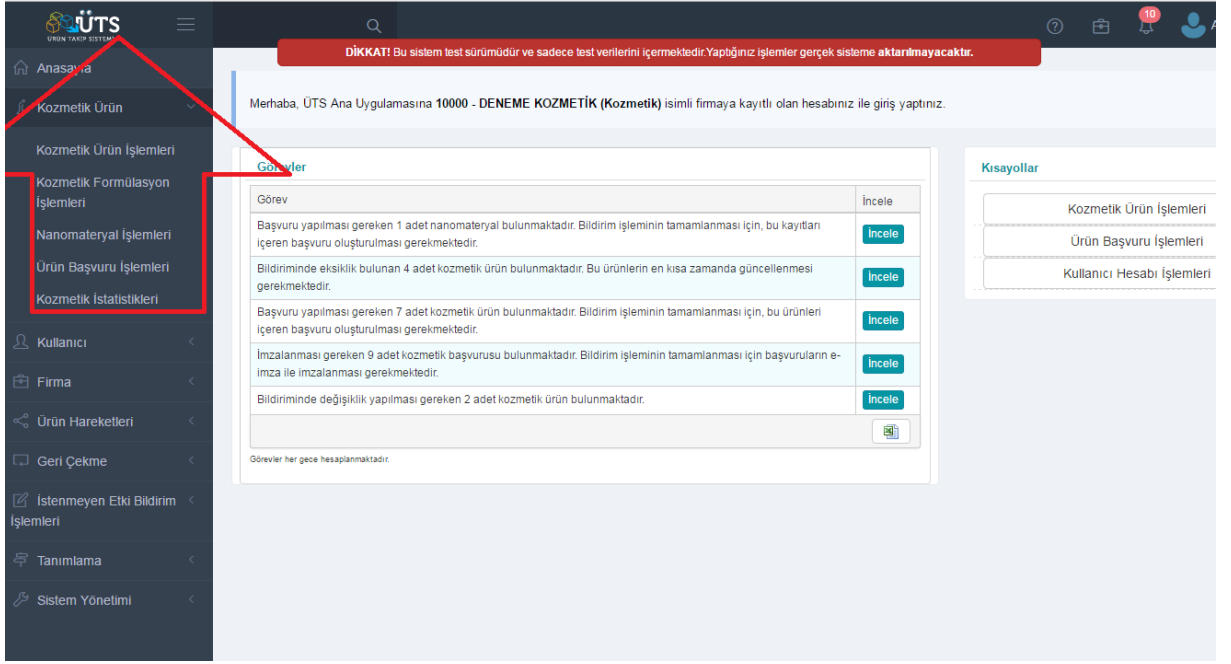 ÜTS
ÜRÜN TAKİP SİSTEMİ
10
A
DİKKAT! Bu sistem test sürümüdür ve sadece test verilerini içermektedir.Yaptığınız işlemler gerçek sisteme aktarılmayacaktır.
Anasayfa
Kozmetik Ürün
Kozmetik Ürün İşlemleri
Kozmetik Formülasyon
İşlemleri
Nanomateryal İşlemleri
Ürün Başvuru İşlemleri
Kozmetik İstatistikleri
Kullanıcı
Firma
Ürün Hareketleri
Geri Çekme
İstenmeyen Etki Bildirim
İşlemleri
Tanımlama
Sistem Yönetimi
Merhaba, ÜTS Ana Uygulamasına 10000 - DENEME KOZMETİK (Kozmetik) isimli firmaya kayıtlı olan hesabınız ile giriş yaptınız.
Görevler
Görev İncele
Başvuru yapılması gereken 1 adet nanomateryal bulunmaktadır. Bildirim işleminin tamamlanması için, bu kayıtları
içeren başvuru oluşturulması gerekmektedir.
İncele
Bildiriminde eksiklik bulunan 4 adet kozmetik ürün bulunmaktadır. Bu ürünlerin en kısa zamanda güncellenmesi
gerekmektedir.
İncele
Başvuru yapılması gereken 7 adet kozmetik ürün bulunmaktadır. Bildirim işleminin tamamlanması için, bu ürünleri
içeren başvuru oluşturulması gerekmektedir.
İncele
İmzalanması gereken 9 adet kozmetik başvurusu bulunmaktadır. Bildirim işleminin tamamlanması için başvuruların e-
imza ile imzalanması gerekmektedir.
İncele
Bildiriminde değişiklik yapılması gereken 2 adet kozmetik ürün bulunmaktadır.
İncele
Görevler her gece hesaplanmaktadır.
Kısayollar
Kozmetik Ürün İşlemleri
Ürün Başvuru İşlemleri
Kullanıcı Hesabı İşlemleri